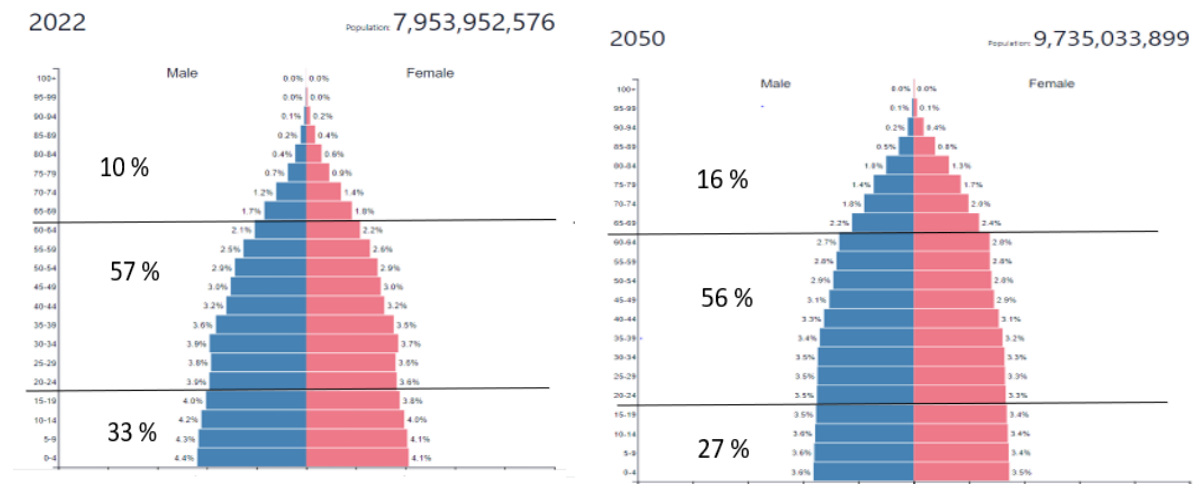 2022
Population: 7,953,952,576
Male
Female
100+ 0.0% 0.0%
95-99 0.0% 0.0%
90-94 0.1% 0.2%
85-89 0.2% 0.4%
80-84 0.4% 0.6%
75-79 0.7% 0.9%
70-74 1.2% 1.4%
65-69 1.7% 1.8%
60-64 2.1% 2.2%
55-59 2.5% 2.6%
50-54 2.9% 2.9%
45-49 3.0% 3.0%
40-44 3.2% 3.2%
35-39 3.6% 3.5%
30-34 3.9% 3.7%
25-29 3.8% 3.6%
20-24 3.9% 3.6%
15-19 4.0% 3.8%
10-14 4.2% 4.0%
5-9 4.3% 4.1%
0-4 4.4% 4.1%
10 %
57 %
33 %
2050
Population: 9,735,033,899
Male
Female
100+ 0.0% 0.0%
95-99 0.1% 0.1%
90-94 0.2% 0.4%
85-89 0.5% 0.8%
80-84 1.3%
75-79 1.4% 1.7%
70-74 1.8% 2.0%
65-69 2.2% 2.4%
60-64 2.7% 2.8%
55-59 2.8% 2.8%
50-54 2.9% 2.8%
45-49 3.1% 2.9%
40-44 3.3% 3.1%
35-39 3.4% 3.2%
30-34 3.5% 3.3%
25-29 3.5% 3.3%
20-24 3.5% 3.3%
15-19 3.5% 3.4%
10-14 3.6% 3.4%
5-9 3.6% 3.4%
0-4 3.6% 3.5%
16 %
56 %
27 %